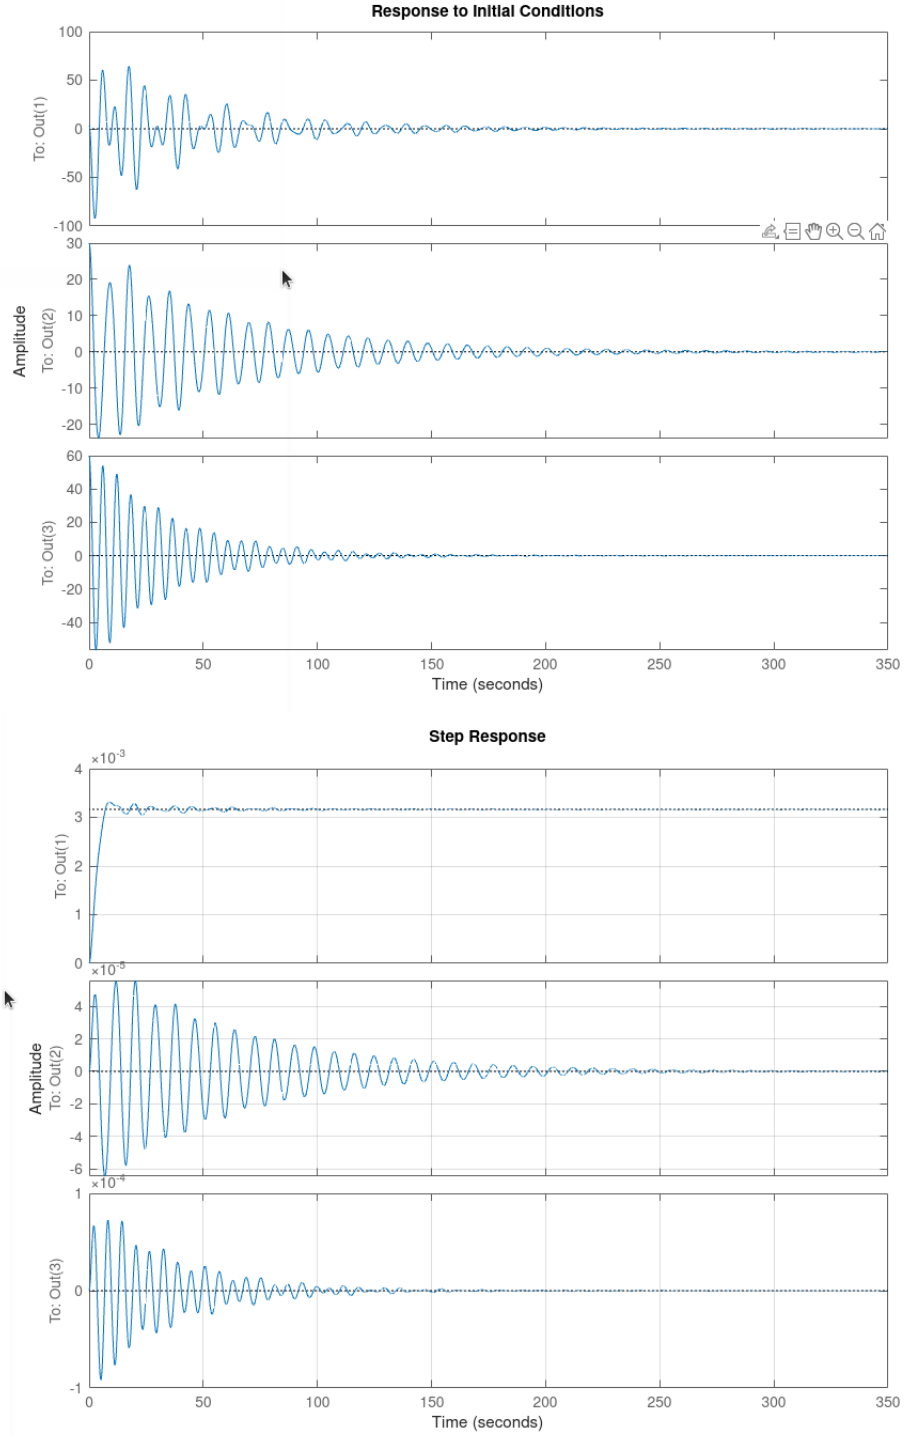 Response to Initial Conditions
100
50
0
-50
-100
To: Out(1)
30
20
10
0
-10
-20
To: Out(2)
Amplitude
60
40
20
0
-20
-40
To: Out(3)
0 50 100 150 200 250 300 350
Time (seconds)
Step Response
×10⁻³
4
3
2
1
0
To: Out(1)
×10⁻⁵
4
2
0
-2
-4
-6
To: Out(2)
Amplitude
×10⁻⁴
1
0
-1
To: Out(3)
0 50 100 150 200 250 300 350
Time (seconds)